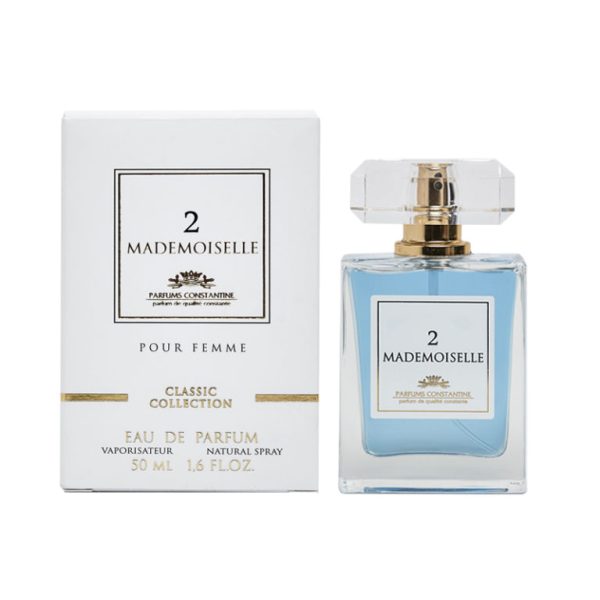 2
MADEMOISELLE
PARFUMS CONSTANTINE
parfum de qualité constante
POUR FEMME
CLASSIC
COLLECTION
EAU DE PARFUM
VAPORISATEUR NATURAL SPRAY
50 ML 1,6 FL.OZ.
2
MADEMOISELLE
PARFUMS CONSTANTINE
parfum de qualité constante